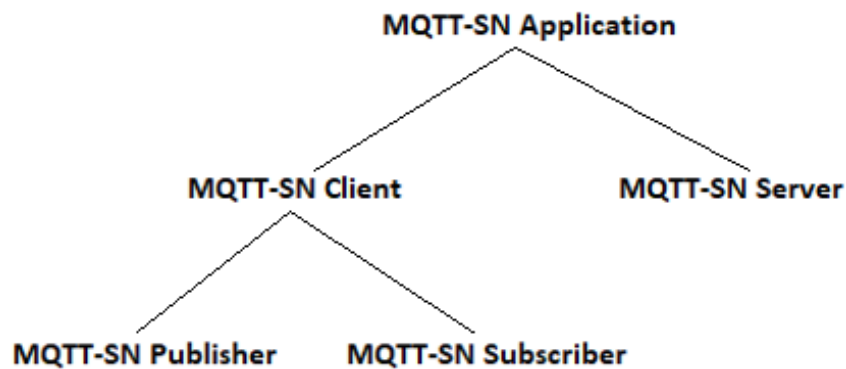 MQTT-SN Application
MQTT-SN Client
MQTT-SN Server
MQTT-SN Publisher
MQTT-SN Subscriber